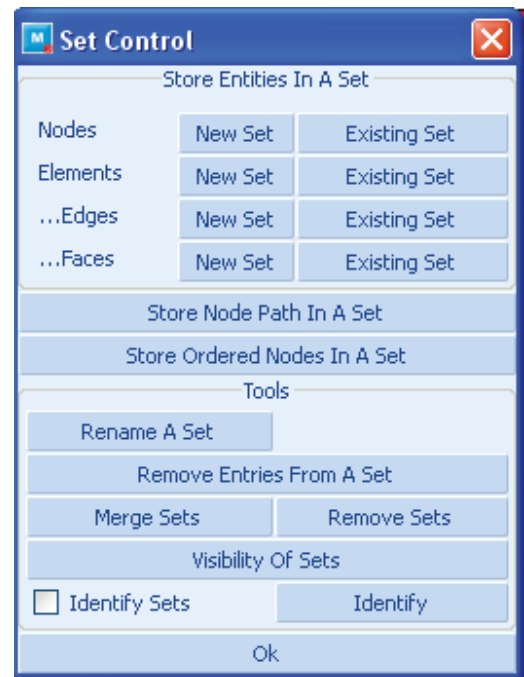 M Set Control
Store Entities In A Set
Nodes New Set Existing Set
Elements New Set Existing Set
...Edges New Set Existing Set
...Faces New Set Existing Set
Store Node Path In A Set
Store Ordered Nodes In A Set
Tools
Rename A Set
Remove Entries From A Set
Merge Sets Remove Sets
Visibility Of Sets
Identify Sets Identify
Ok